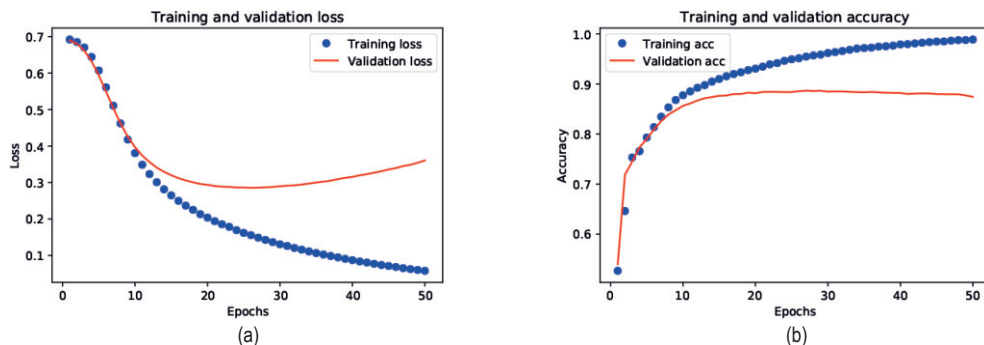 Training and validation loss
0.7
0.6
0.5
0.4
0.3
0.2
0.1
Loss
Training loss
Validation loss
0 10 20 30 40 50
Epochs
(a)
Training and validation accuracy
1.0
0.9
0.8
0.7
0.6
Accuracy
Training acc
Validation acc
0 10 20 30 40 50
Epochs
(b)